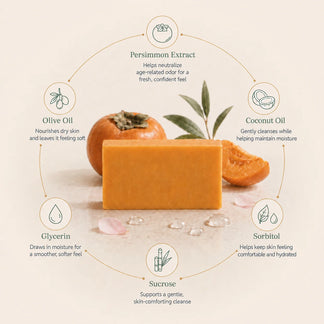 Persimmon Extract
Helps neutralize
age-related odor for a
fresh, confident feel
Olive Oil
Nourishes dry skin
and leaves it feeling soft
Coconut Oil
Gently cleanses while
helping maintain moisture
Glycerin
Draws in moisture for
a smoother, softer feel
Sorbitol
Helps keep skin feeling
comfortable and hydrated
Sucrose
Supports a gentle,
skin-comforting cleanse